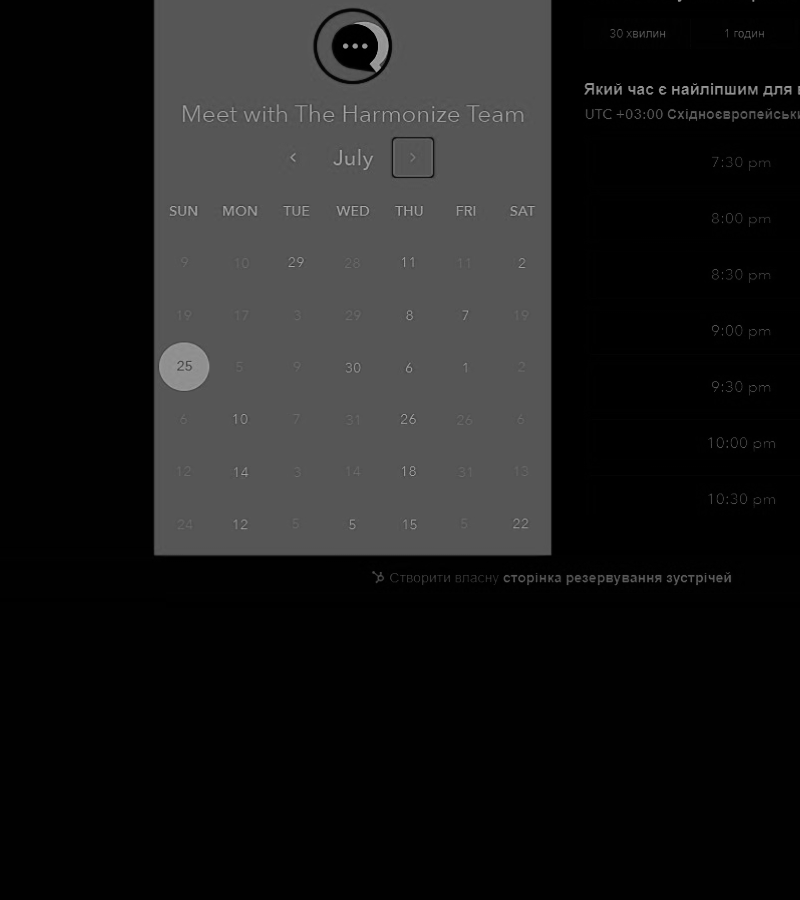 30 хвилин 1 годин
Який час є найліпшим для
UTC +03:00 Східноєвропейськи
Meet with The Harmonize Team
July
SUN MON TUE WED THU FRI SAT
9 10 29 28 11 11 2
19 17 3 29 8 7 19
25 5 9 30 6 1 2
6 10 7 31 26 26 6
12 14 3 14 18 31 13
24 12 5 5 15 5 22
7:30 pm
8:00 pm
8:30 pm
9:00 pm
9:30 pm
10:00 pm
10:30 pm
Створити власну сторінка резервування зустрічей